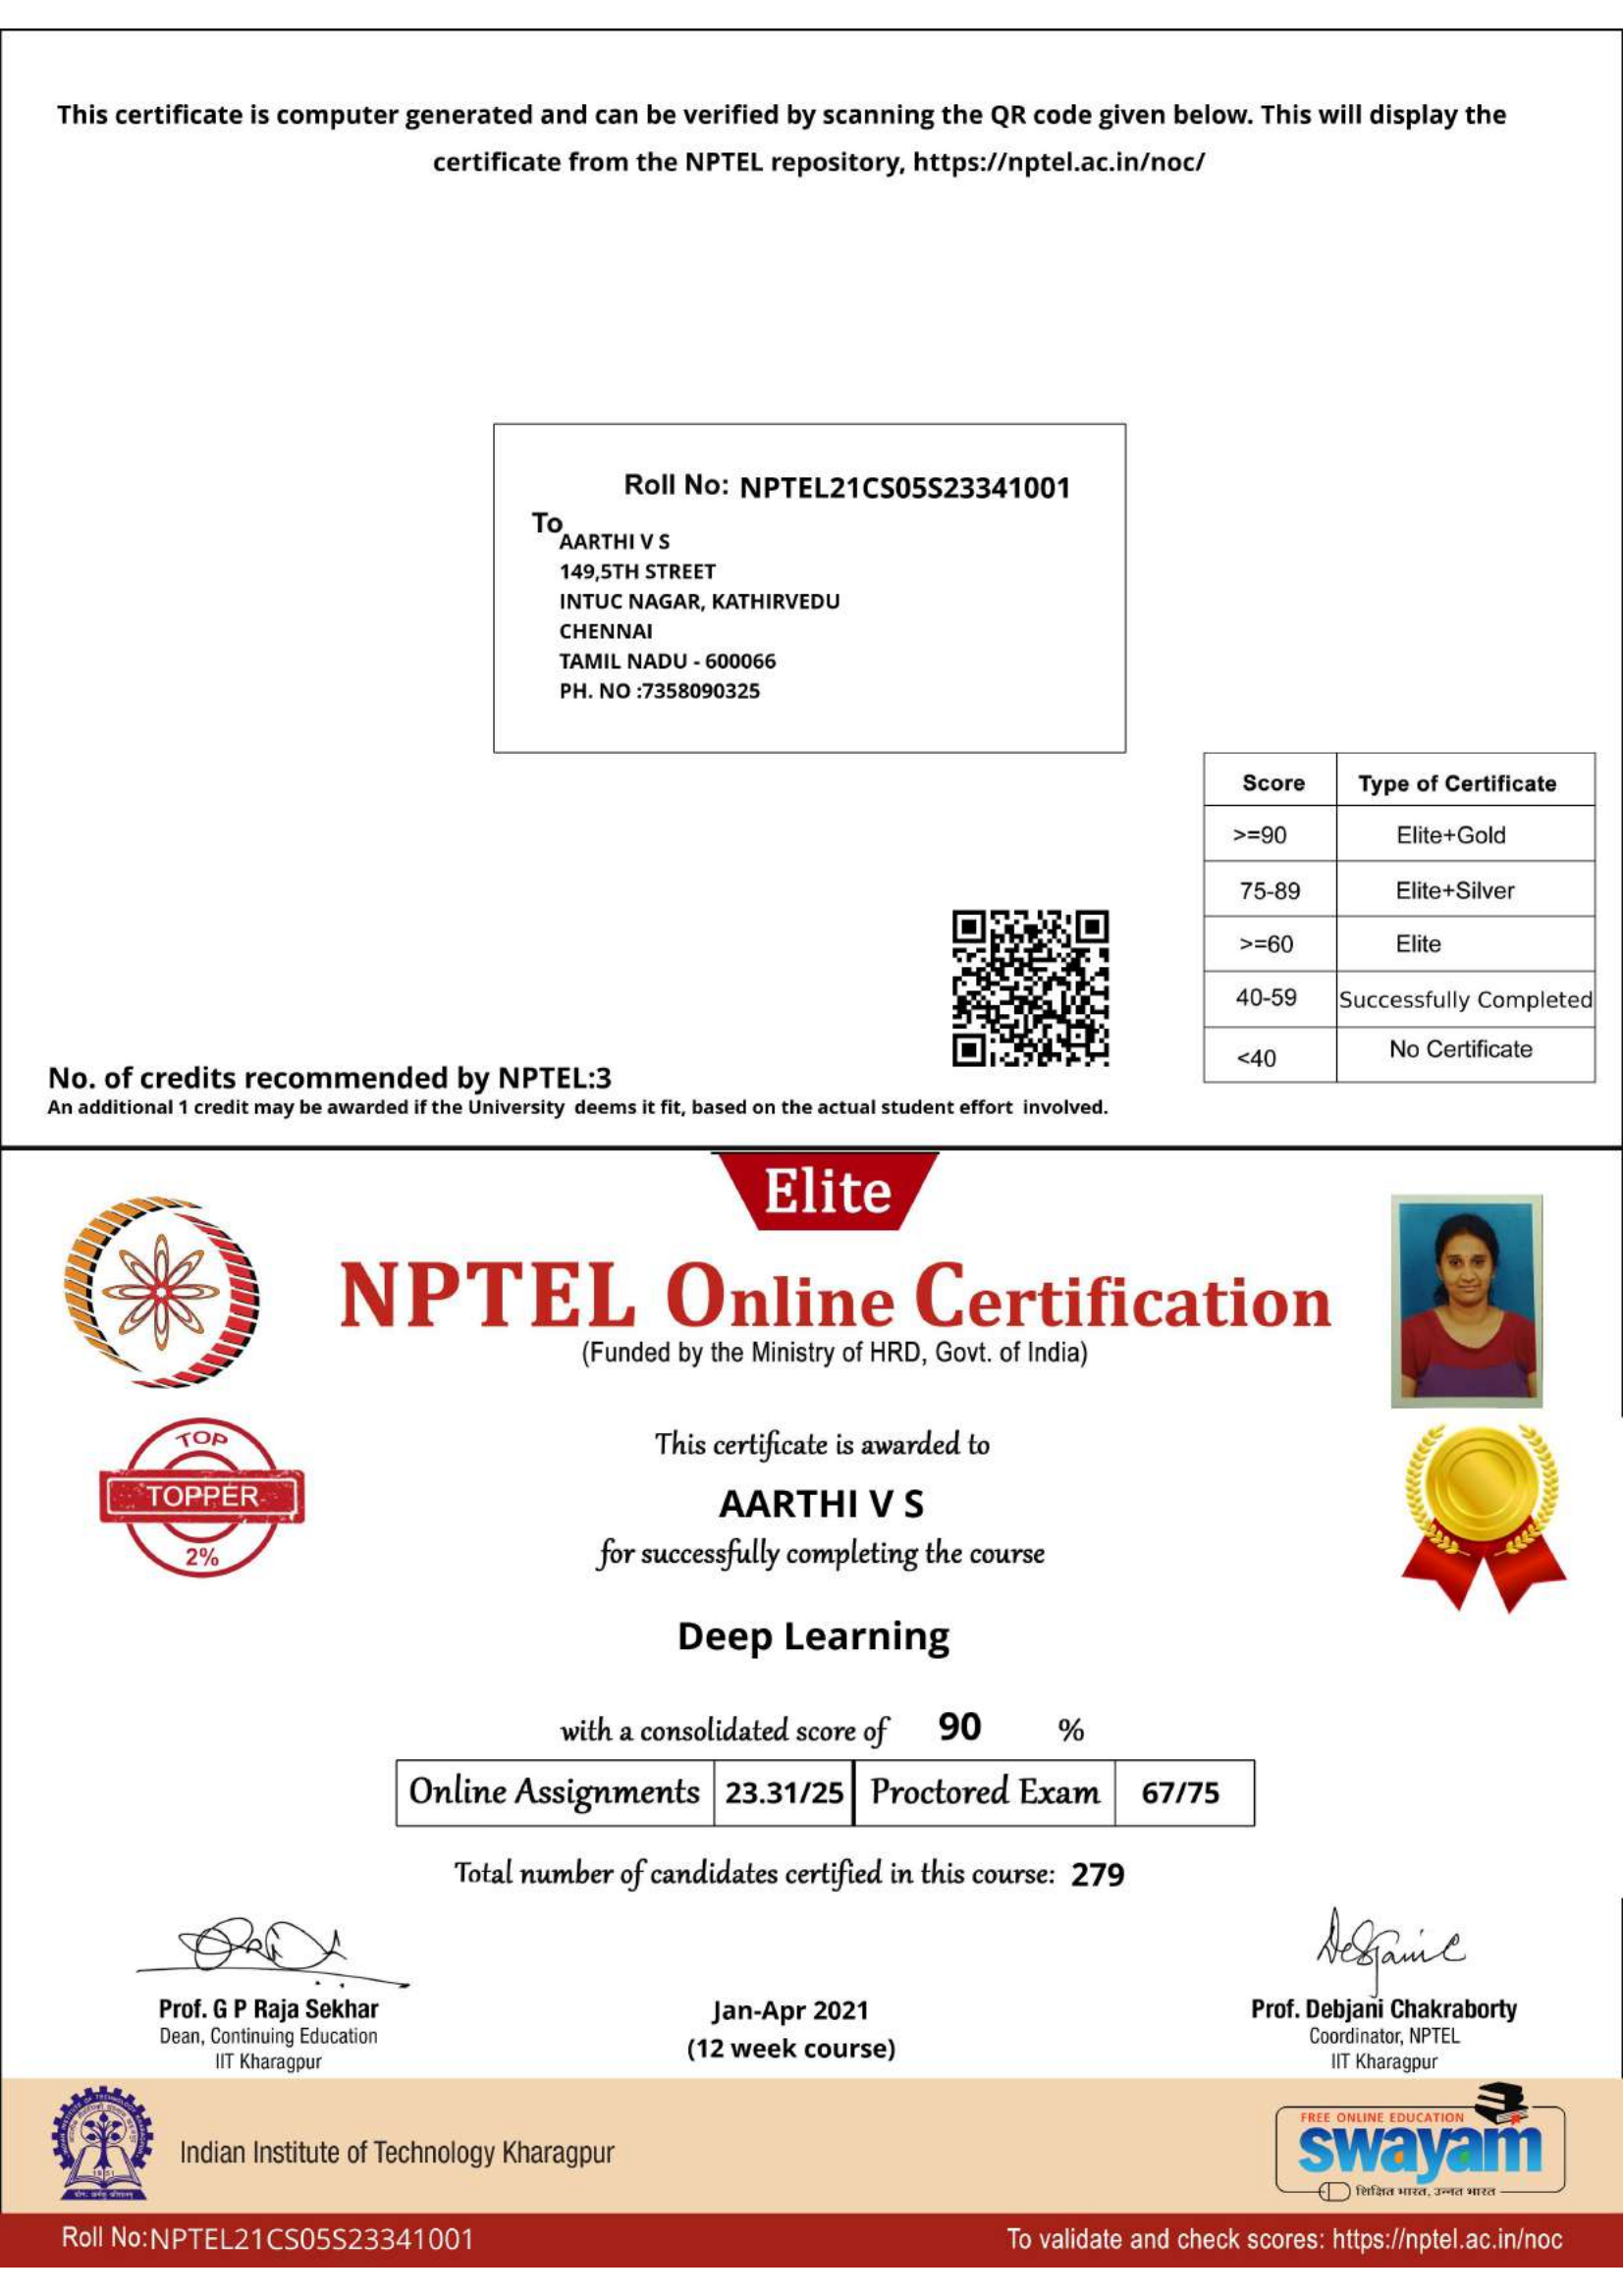 This certificate is computer generated and can be verified by scanning the QR code given below. This will display the
certificate from the NPTEL repository, https://nptel.ac.in/noc/
Roll No: NPTEL21CS05S23341001
To
AARTHI V S
149,5TH STREET
INTUC NAGAR, KATHIRVEDU
CHENNAI
TAMIL NADU - 600066
PH. NO :7358090325
Score Type of Certificate
>=90 Elite+Gold
75-89 Elite+Silver
>=60 Elite
40-59 Successfully Completed
<40 No Certificate
No. of credits recommended by NPTEL:3
An additional 1 credit may be awarded if the University deems it fit, based on the actual student effort involved.
Elite
NPTEL Online Certification
(Funded by the Ministry of HRD, Govt. of India)
TOP
TOPPER
2%
This certificate is awarded to
AARTHI V S
for successfully completing the course
Deep Learning
with a consolidated score of 90 %
Online Assignments 23.31/25 Proctored Exam 67/75
Total number of candidates certified in this course: 279
Prof. G P Raja Sekhar
Dean, Continuing Education
IIT Kharagpur
Jan-Apr 2021
(12 week course)
Prof. Debjani Chakraborty
Coordinator, NPTEL
IIT Kharagpur
Indian Institute of Technology Kharagpur
FREE ONLINE EDUCATION
swayam
शिक्षित भारत, उन्नत भारत
Roll No:NPTEL21CS05S23341001
To validate and check scores: https://nptel.ac.in/noc